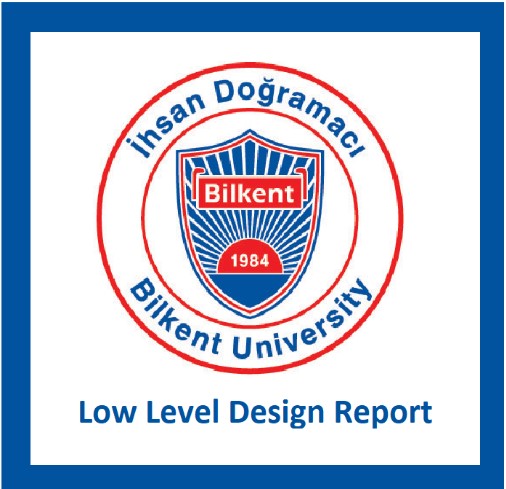 İhsan Doğramacı
Bilkent
1984
Bilkent University
Low Level Design Report